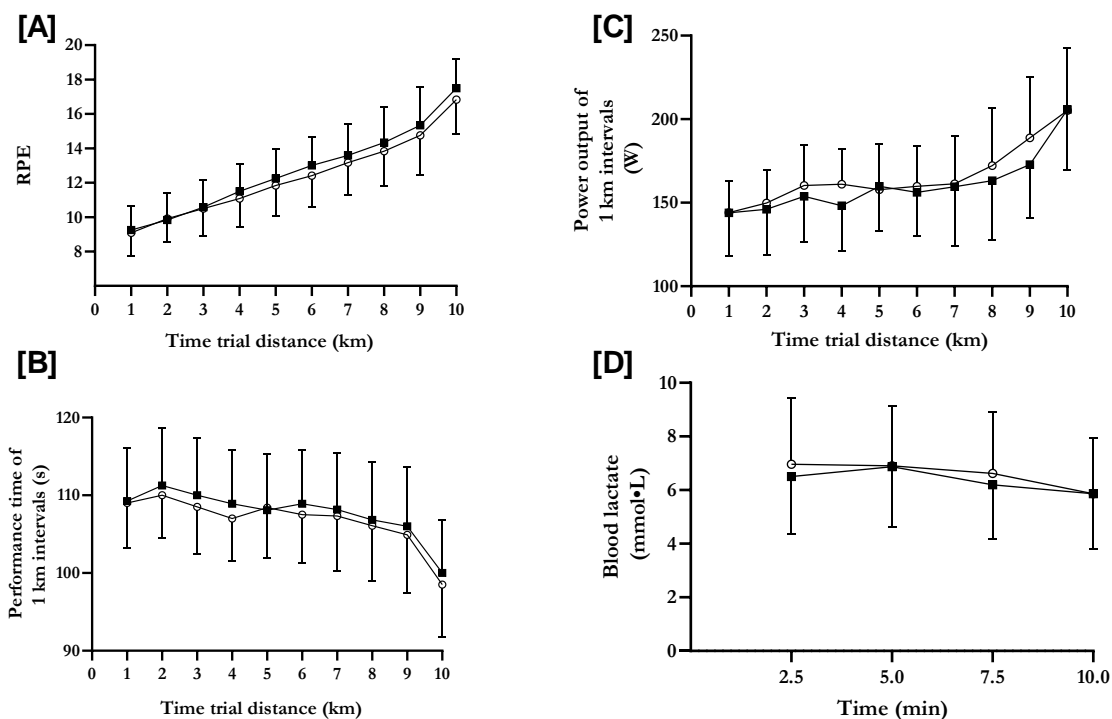 [A]
20
18
16
14
12
10
8
RPE
0 1 2 3 4 5 6 7 8 9 10
Time trial distance (km)
[B]
120
110
100
90
Performance time of
1 km intervals (s)
0 1 2 3 4 5 6 7 8 9 10
Time trial distance (km)
[C]
250
200
150
100
Power output of
1 km intervals
(W)
0 1 2 3 4 5 6 7 8 9 10
Time trial distance (km)
[D]
10
8
6
4
2
0
Blood lactate
(mmol•L)
2.5 5.0 7.5 10.0
Time (min)